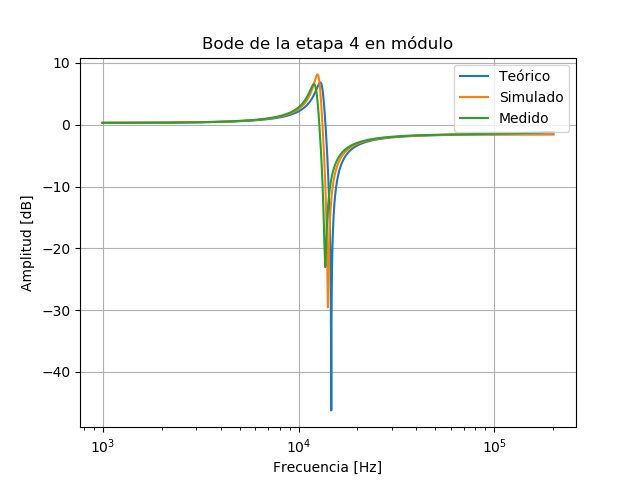 Bode de la etapa 4 en módulo
Teórico
Simulado
Medido
Amplitud [dB]
10
0
−10
−20
−30
−40
10³
10⁴
10⁵
Frecuencia [Hz]